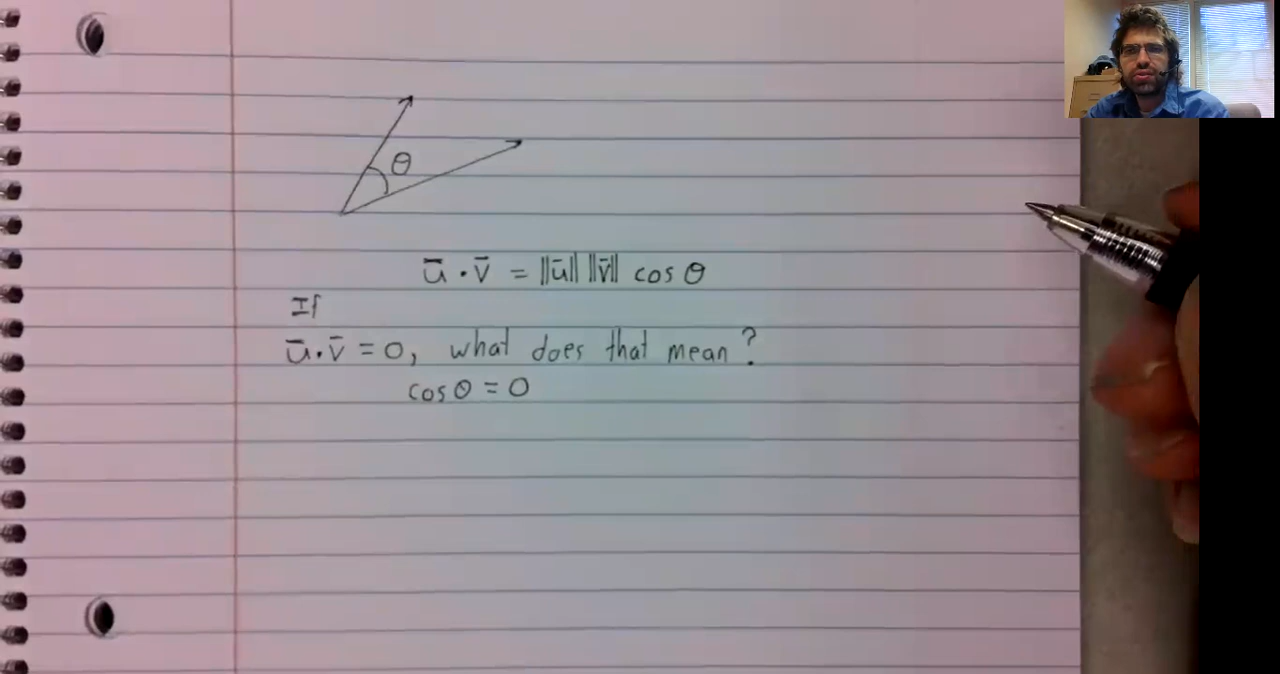 θ
ū · v̄ = ‖ū‖ ‖v̄‖ cos θ
If
ū · v̄ = 0, what does that mean?
cos θ = 0